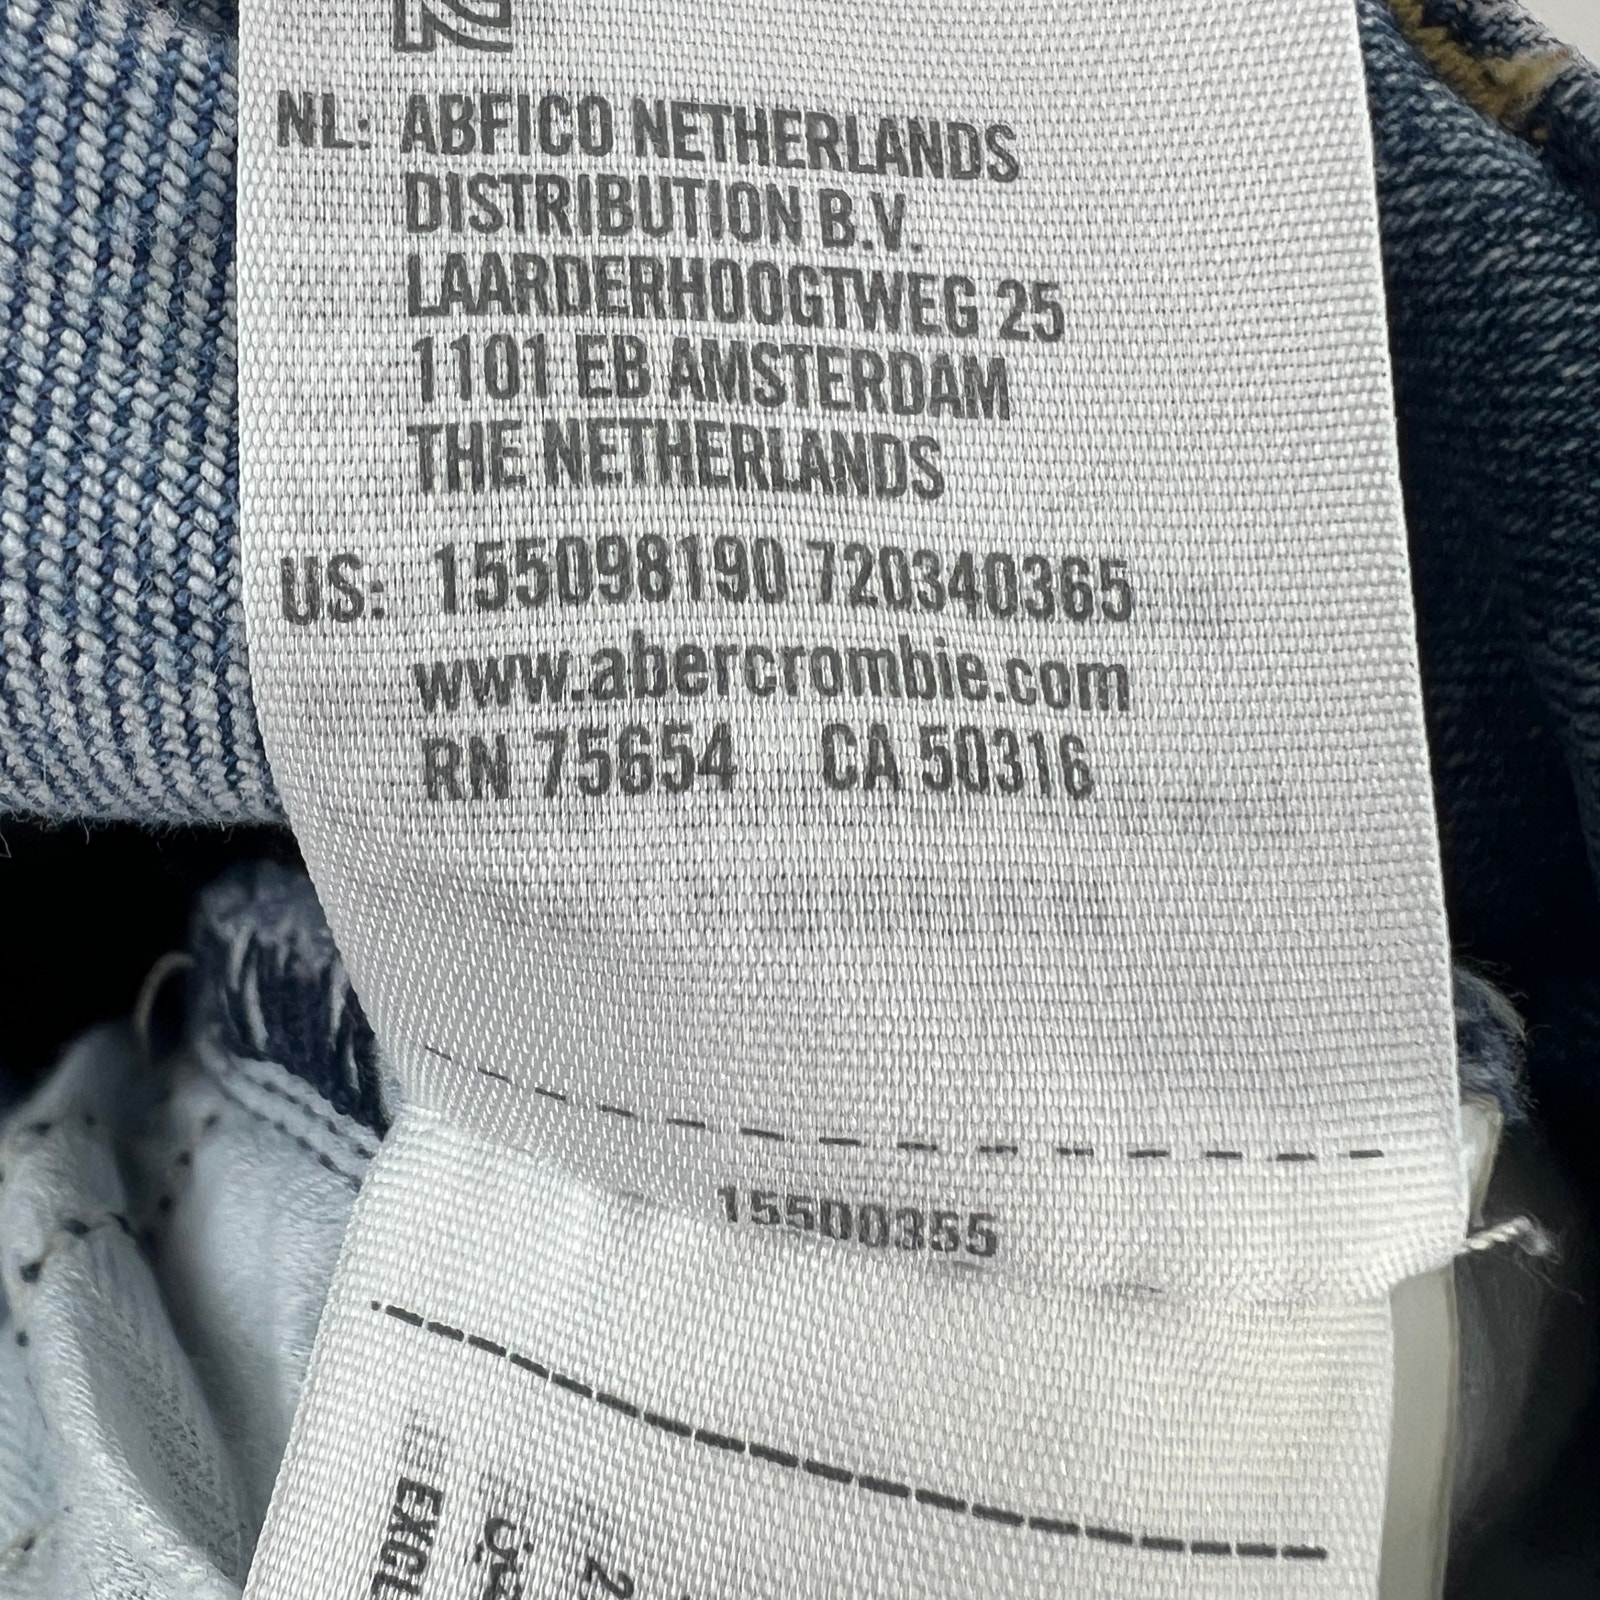 NL: ABFICO NETHERLANDS
DISTRIBUTION B.V.
LAARDERHOOGTWEG 25
1101 EB AMSTERDAM
THE NETHERLANDS
US: 155098190 720340365
www.abercrombie.com
RN 75654 CA 50316
155D0355